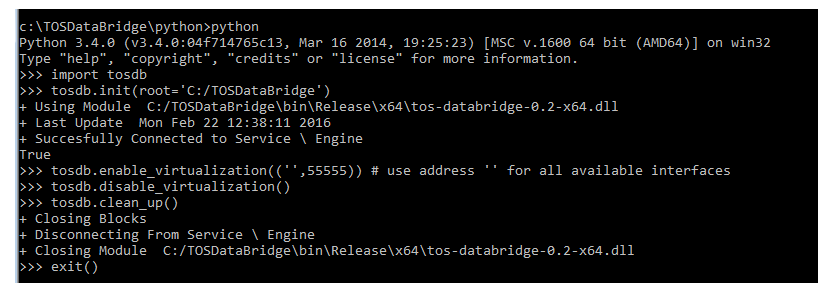 c:\TOSDataBridge\python>python
Python 3.4.0 (v3.4.0:04f714765c13, Mar 16 2014, 19:25:23) [MSC v.1600 64 bit (AMD64)] on win32
Type "help", "copyright", "credits" or "license" for more information.
>>> import tosdb
>>> tosdb.init(root='C:/TOSDataBridge')
+ Using Module  C:/TOSDataBridge\bin\Release\x64\tos-databridge-0.2-x64.dll
+ Last Update  Mon Feb 22 12:38:11 2016
+ Succesfully Connected to Service \ Engine
True
>>> tosdb.enable_virtualization(('',55555)) # use address '' for all available interfaces
>>> tosdb.disable_virtualization()
>>> tosdb.clean_up()
+ Closing Blocks
+ Disconnecting From Service \ Engine
+ Closing Module  C:/TOSDataBridge\bin\Release\x64\tos-databridge-0.2-x64.dll
>>> exit()